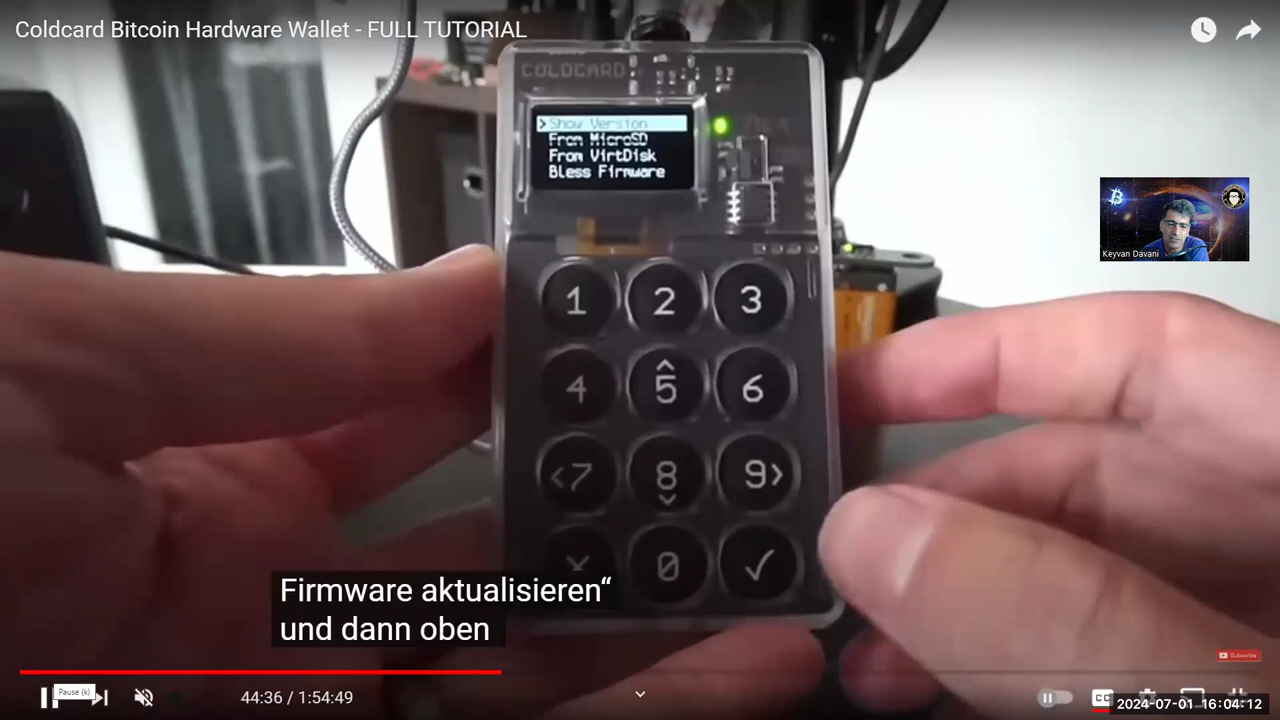 Coldcard Bitcoin Hardware Wallet - FULL TUTORIAL
COLDCARD
>Show Version
From MicroSD
From VirtDisk
Bless Firmware
Keyvan Davani
1 2 3
4 5 6
<7 8 9>
0
Firmware aktualisieren“
und dann oben
Subscribe
Pause (k)
44:36 / 1:54:49
CC
2024-07-01 16:04:12